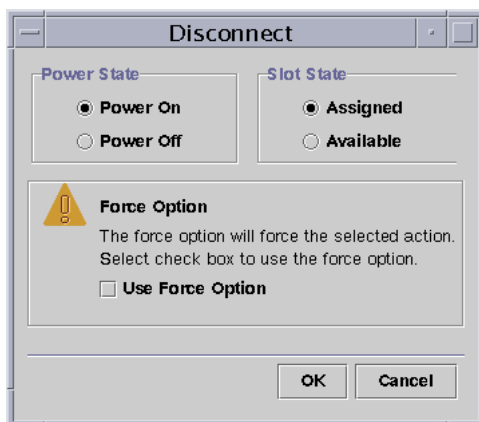 Disconnect
Power State
Slot State
Power On
Assigned
Power Off
Available
Force Option
The force option will force the selected action.
Select check box to use the force option.
Use Force Option
OK
Cancel